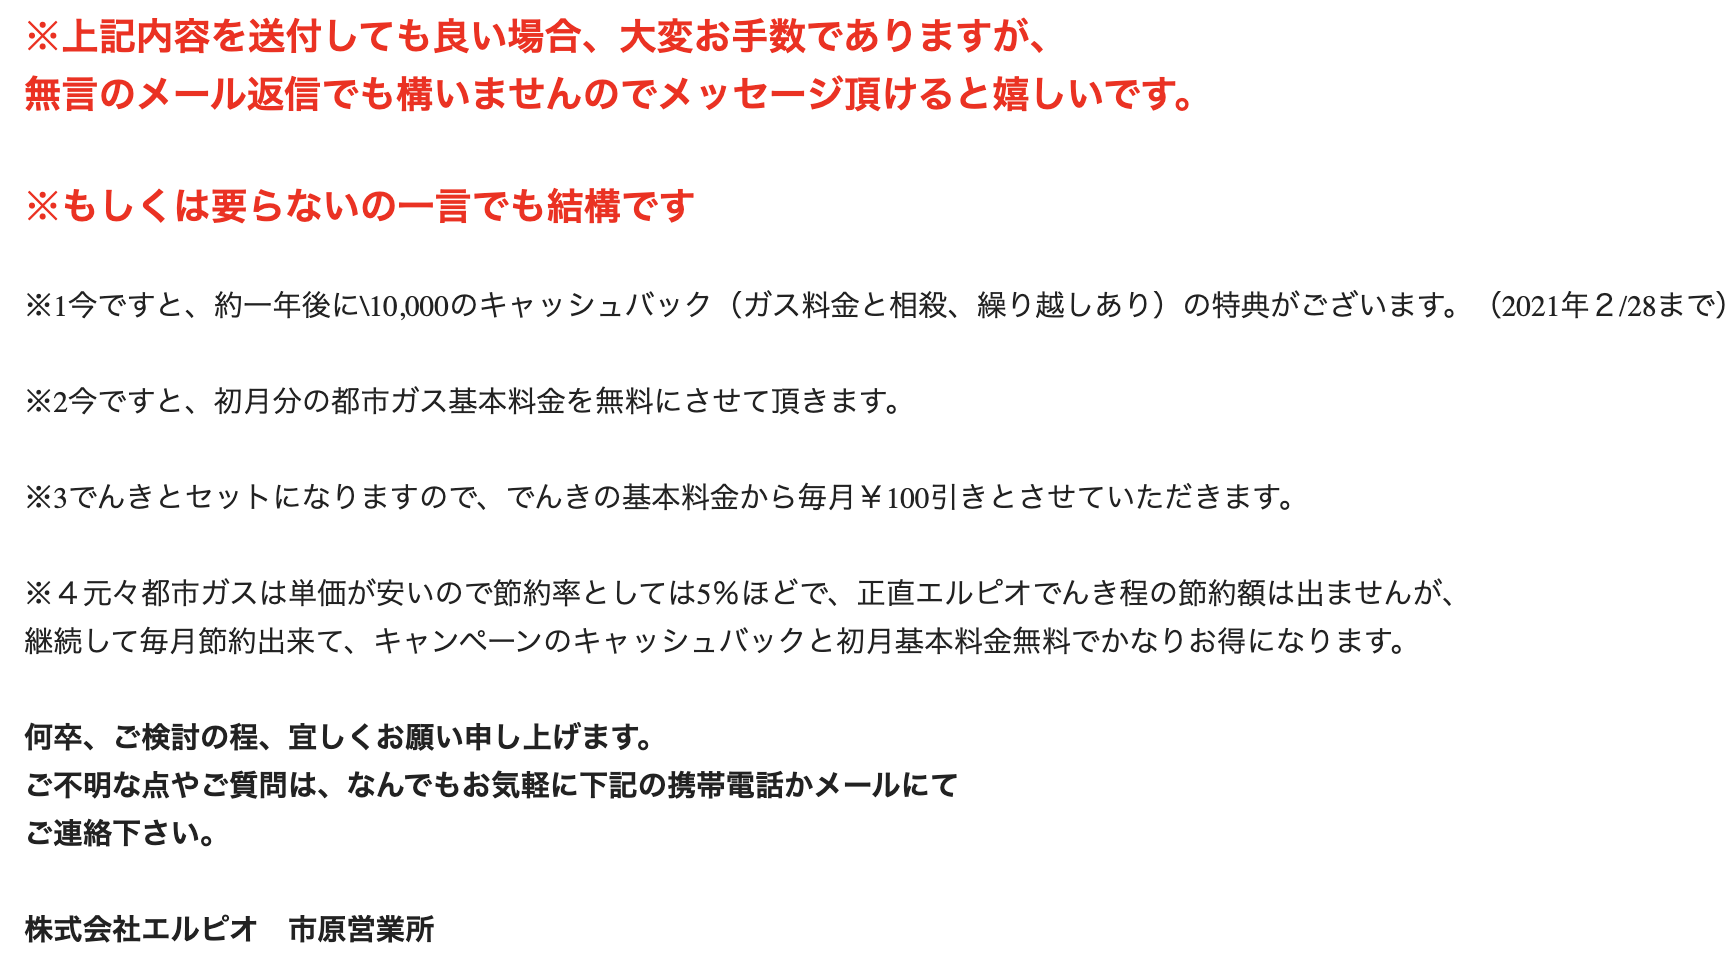 ※上記内容を送付しても良い場合、大変お手数でありますが、
無言のメール返信でも構いませんのでメッセージ頂けると嬉しいです。
※もしくは要らないの一言でも結構です
※1今ですと、約一年後に\10,000のキャッシュバック（ガス料金と相殺、繰り越しあり）の特典がございます。（2021年２/28まで）
※2今ですと、初月分の都市ガス基本料金を無料にさせて頂きます。
※3でんきとセットになりますので、でんきの基本料金から毎月￥100引きとさせていただきます。
※４元々都市ガスは単価が安いので節約率としては5％ほどで、正直エルピオでんき程の節約額は出ませんが、
継続して毎月節約出来て、キャンペーンのキャッシュバックと初月基本料金無料でかなりお得になります。
何卒、ご検討の程、宜しくお願い申し上げます。
ご不明な点やご質問は、なんでもお気軽に下記の携帯電話かメールにて
ご連絡下さい。
株式会社エルピオ　市原営業所